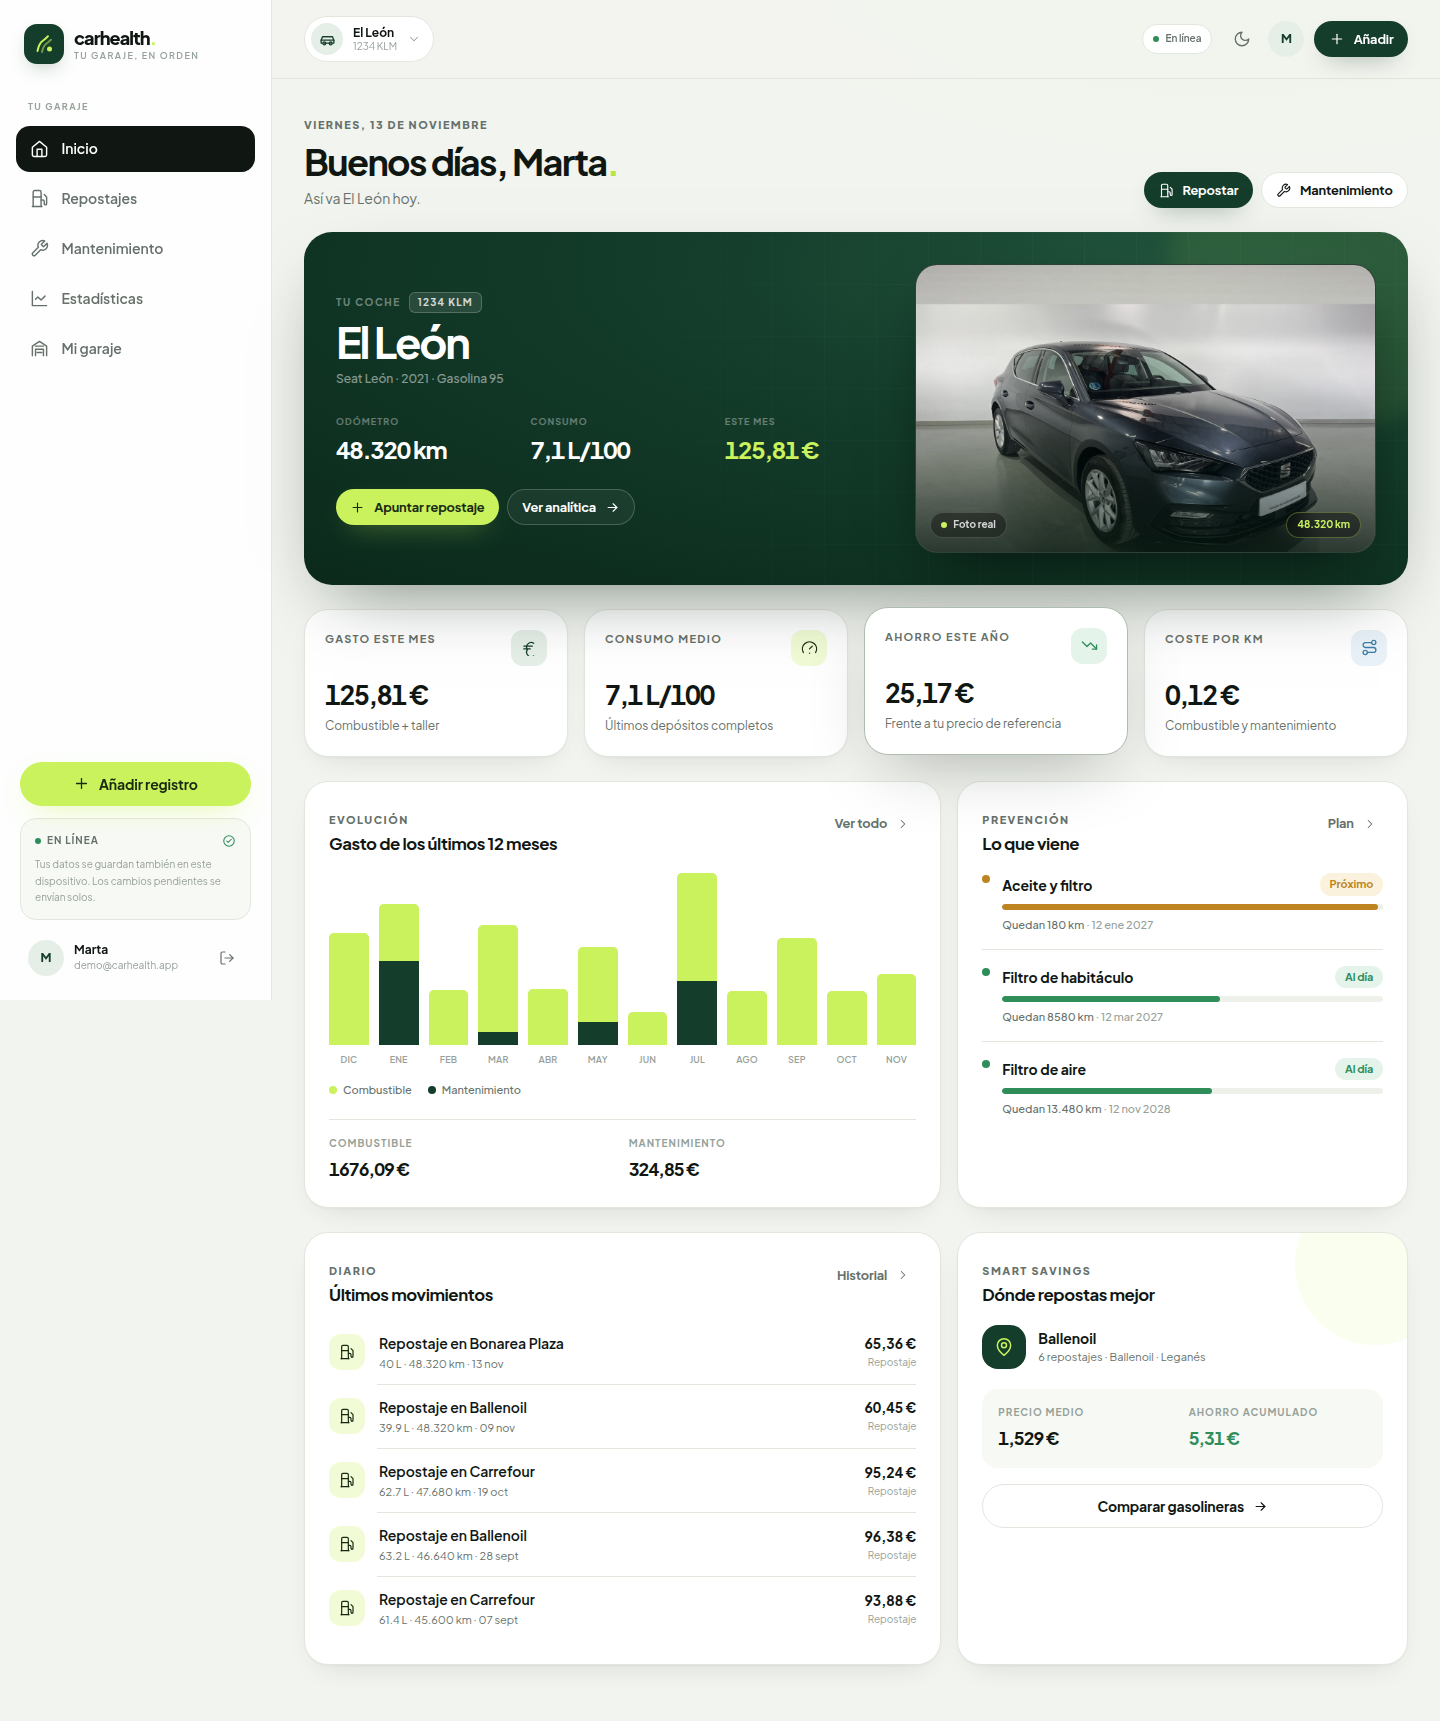 carhealth.
TU GARAJE, EN ORDEN
TU GARAJE
Inicio
Repostajes
Mantenimiento
Estadísticas
Mi garaje
Añadir registro
EN LÍNEA
Tus datos se guardan también en este
dispositivo. Los cambios pendientes se
envían solos.
M
Marta
demo@carhealth.app
El León
1234 KLM
En línea
M
Añadir
VIERNES, 13 DE NOVIEMBRE
Buenos días, Marta.
Así va El León hoy.
Repostar
Mantenimiento
TU COCHE
1234 KLM
El León
Seat León · 2021 · Gasolina 95
ODÓMETRO
CONSUMO
ESTE MES
48.320 km
7,1 L/100
125,81 €
Apuntar repostaje
Ver analítica
Foto real
48.320 km
GASTO ESTE MES
125,81 €
Combustible + taller
CONSUMO MEDIO
7,1 L/100
Últimos depósitos completos
AHORRO ESTE AÑO
25,17 €
Frente a tu precio de referencia
COSTE POR KM
0,12 €
Combustible y mantenimiento
EVOLUCIÓN
Gasto de los últimos 12 meses
Ver todo
DIC ENE FEB MAR ABR MAY JUN JUL AGO SEP OCT NOV
Combustible
Mantenimiento
COMBUSTIBLE
MANTENIMIENTO
1676,09 €
324,85 €
PREVENCIÓN
Lo que viene
Plan
Aceite y filtro
Próximo
Quedan 180 km · 12 ene 2027
Filtro de habitáculo
Al día
Quedan 8580 km · 12 mar 2027
Filtro de aire
Al día
Quedan 13.480 km · 12 nov 2028
DIARIO
Últimos movimientos
Historial
Repostaje en Bonarea Plaza
65,36 €
40 L · 48.320 km · 13 nov
Repostaje
Repostaje en Ballenoil
60,45 €
39.9 L · 48.320 km · 09 nov
Repostaje
Repostaje en Carrefour
95,24 €
62.7 L · 47.680 km · 19 oct
Repostaje
Repostaje en Ballenoil
96,38 €
63.2 L · 46.640 km · 28 sept
Repostaje
Repostaje en Carrefour
93,88 €
61.4 L · 45.600 km · 07 sept
Repostaje
SMART SAVINGS
Dónde repostas mejor
Ballenoil
6 repostajes · Ballenoil · Leganés
PRECIO MEDIO
AHORRO ACUMULADO
1,529 €
5,31 €
Comparar gasolineras